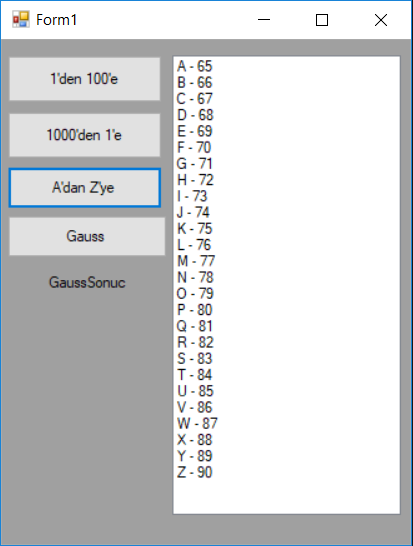 Form1
1'den 100'e
1000'den 1'e
A'dan Z'ye
Gauss
GaussSonuc
A - 65
B - 66
C - 67
D - 68
E - 69
F - 70
G - 71
H - 72
I - 73
J - 74
K - 75
L - 76
M - 77
N - 78
O - 79
P - 80
Q - 81
R - 82
S - 83
T - 84
U - 85
V - 86
W - 87
X - 88
Y - 89
Z - 90